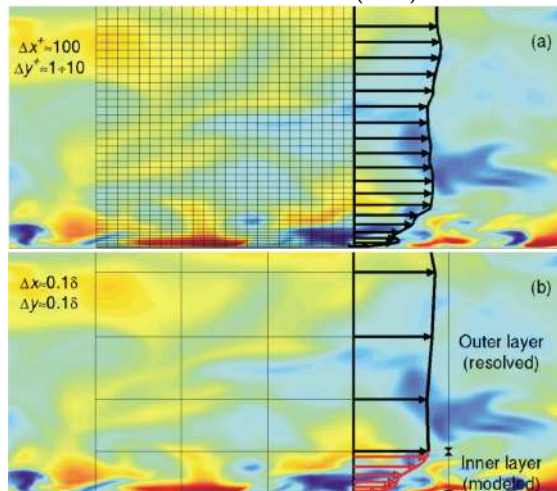 (a)
Δx⁺≈100
Δy⁺≈1÷10
(b)
Δx≈0.1δ
Δy≈0.1δ
Outer layer
(resolved)
Inner layer
(modeled)